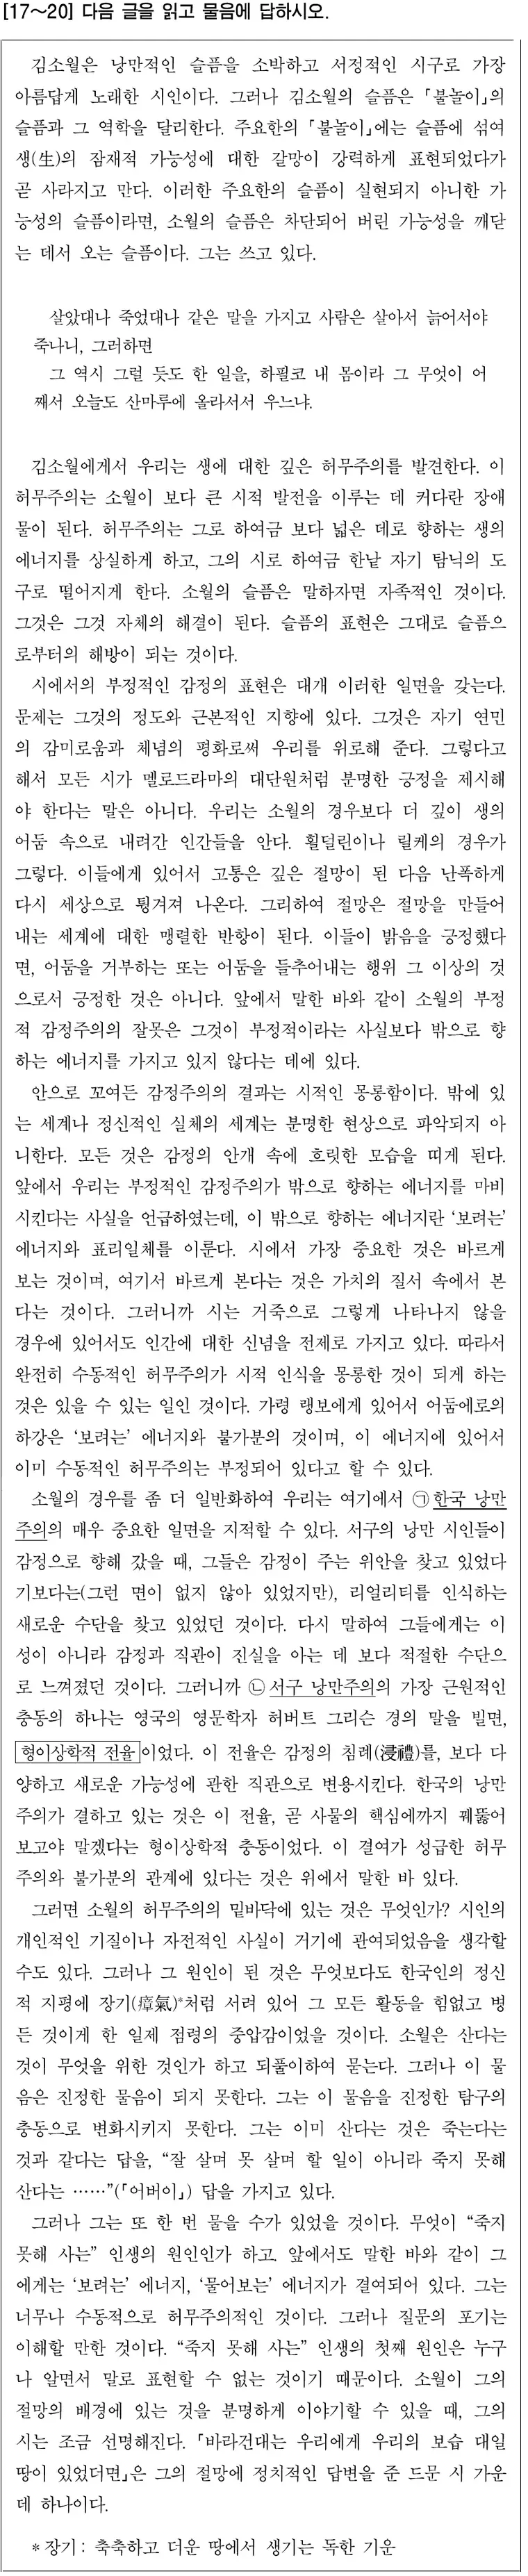 [17～20] 다음 글을 읽고 물음에 답하시오.
김소월은 낭만적인 슬픔을 소박하고 서정적인 시구로 가장
아름답게 노래한 시인이다. 그러나 김소월의 슬픔은 ｢불놀이｣의
슬픔과 그 역학을 달리한다. 주요한의 ｢불놀이｣에는 슬픔에 섞여
생(生)의 잠재적 가능성에 대한 갈망이 강력하게 표현되었다가
곧 사라지고 만다. 이러한 주요한의 슬픔이 실현되지 아니한 가
능성의 슬픔이라면, 소월의 슬픔은 차단되어 버린 가능성을 깨닫
는 데서 오는 슬픔이다. 그는 쓰고 있다.
살았대나 죽었대나 같은 말을 가지고 사람은 살아서 늙어서야
죽나니, 그러하면
그 역시 그럴 듯도 한 일을, 하필코 내 몸이라 그 무엇이 어
째서 오늘도 산마루에 올라서서 우느냐.
김소월에게서 우리는 생에 대한 깊은 허무주의를 발견한다. 이
허무주의는 소월이 보다 큰 시적 발전을 이루는 데 커다란 장애
물이 된다. 허무주의는 그로 하여금 보다 넓은 데로 향하는 생의
에너지를 상실하게 하고, 그의 시로 하여금 한낱 자기 탐닉의 도
구로 떨어지게 한다. 소월의 슬픔은 말하자면 자족적인 것이다.
그것은 그것 자체의 해결이 된다. 슬픔의 표현은 그대로 슬픔으
로부터의 해방이 되는 것이다.
시에서의 부정적인 감정의 표현은 대개 이러한 일면을 갖는다.
문제는 그것의 정도와 근본적인 지향에 있다. 그것은 자기 연민
의 감미로움과 체념의 평화로써 우리를 위로해 준다. 그렇다고
해서 모든 시가 멜로드라마의 대단원처럼 분명한 긍정을 제시해
야 한다는 말은 아니다. 우리는 소월의 경우보다 더 깊이 생의
어둠 속으로 내려간 인간들을 안다. 횔덜린이나 릴케의 경우가
그렇다. 이들에게 있어서 고통은 깊은 절망이 된 다음 난폭하게
다시 세상으로 튕겨져 나온다. 그리하여 절망은 절망을 만들어
내는 세계에 대한 맹렬한 반항이 된다. 이들이 밝음을 긍정했다
면, 어둠을 거부하는 또는 어둠을 들추어내는 행위 그 이상의 것
으로서 긍정한 것은 아니다. 앞에서 말한 바와 같이 소월의 부정
적 감정주의의 잘못은 그것이 부정적이라는 사실보다 밖으로 향
하는 에너지를 가지고 있지 않다는 데에 있다.
안으로 꼬여든 감정주의의 결과는 시적인 몽롱함이다. 밖에 있
는 세계나 정신적인 실체의 세계는 분명한 현상으로 파악되지 아
니한다. 모든 것은 감정의 안개 속에 흐릿한 모습을 띠게 된다.
앞에서 우리는 부정적인 감정주의가 밖으로 향하는 에너지를 마비
시킨다는 사실을 언급하였는데, 이 밖으로 향하는 에너지란 ‘보려는’
에너지와 표리일체를 이룬다. 시에서 가장 중요한 것은 바르게
보는 것이며, 여기서 바르게 본다는 것은 가치의 질서 속에서 본
다는 것이다. 그러니까 시는 거죽으로 그렇게 나타나지 않을
경우에 있어서도 인간에 대한 신념을 전제로 가지고 있다. 따라서
완전히 수동적인 허무주의가 시적 인식을 몽롱한 것이 되게 하는
것은 있을 수 있는 일인 것이다. 가령 랭보에게 있어서 어둠에로의
하강은 ‘보려는’ 에너지와 불가분의 것이며, 이 에너지에 있어서
이미 수동적인 허무주의는 부정되어 있다고 할 수 있다.
소월의 경우를 좀 더 일반화하여 우리는 여기에서 ㉠한국 낭만
주의의 매우 중요한 일면을 지적할 수 있다. 서구의 낭만 시인들이
감정으로 향해 갔을 때, 그들은 감정이 주는 위안을 찾고 있었다
기보다는(그런 면이 없지 않아 있었지만), 리얼리티를 인식하는
새로운 수단을 찾고 있었던 것이다. 다시 말하여 그들에게는 이
성이 아니라 감정과 직관이 진실을 아는 데 보다 적절한 수단으
로 느껴졌던 것이다. 그러니까 ㉡서구 낭만주의의 가장 근원적인
충동의 하나는 영국의 영문학자 허버트 그리슨 경의 말을 빌면,
형이상학적 전율이었다. 이 전율은 감정의 침례(浸禮)를, 보다 다
양하고 새로운 가능성에 관한 직관으로 변용시킨다. 한국의 낭만
주의가 결하고 있는 것은 이 전율, 곧 사물의 핵심에까지 꿰뚫어
보고야 말겠다는 형이상학적 충동이었다. 이 결여가 성급한 허무
주의와 불가분의 관계에 있다는 것은 위에서 말한 바 있다.
그러면 소월의 허무주의의 밑바닥에 있는 것은 무엇인가? 시인의
개인적인 기질이나 자전적인 사실이 거기에 관여되었음을 생각할
수도 있다. 그러나 그 원인이 된 것은 무엇보다도 한국인의 정신
적 지평에 장기(瘴氣)*처럼 서려 있어 그 모든 활동을 힘없고 병
든 것이게 한 일제 점령의 중압감이었을 것이다. 소월은 산다는
것이 무엇을 위한 것인가 하고 되풀이하여 묻는다. 그러나 이 물
음은 진정한 물음이 되지 못한다. 그는 이 물음을 진정한 탐구의
충동으로 변화시키지 못한다. 그는 이미 산다는 것은 죽는다는
것과 같다는 답을, “잘 살며 못 살며 할 일이 아니라 죽지 못해
산다는 ……”(｢어버이｣) 답을 가지고 있다.
그러나 그는 또 한 번 물을 수가 있었을 것이다. 무엇이 “죽지
못해 사는” 인생의 원인인가 하고. 앞에서도 말한 바와 같이 그
에게는 ‘보려는’ 에너지, ‘물어보는’ 에너지가 결여되어 있다. 그는
너무나 수동적으로 허무주의적인 것이다. 그러나 질문의 포기는
이해할 만한 것이다. “죽지 못해 사는” 인생의 첫째 원인은 누구
나 알면서 말로 표현할 수 없는 것이기 때문이다. 소월이 그의
절망의 배경에 있는 것을 분명하게 이야기할 수 있을 때, 그의
시는 조금 선명해진다. ｢바라건대는 우리에게 우리의 보습 대일
땅이 있었더면｣은 그의 절망에 정치적인 답변을 준 드문 시 가운
데 하나이다.
* 장기 : 축축하고 더운 땅에서 생기는 독한 기운